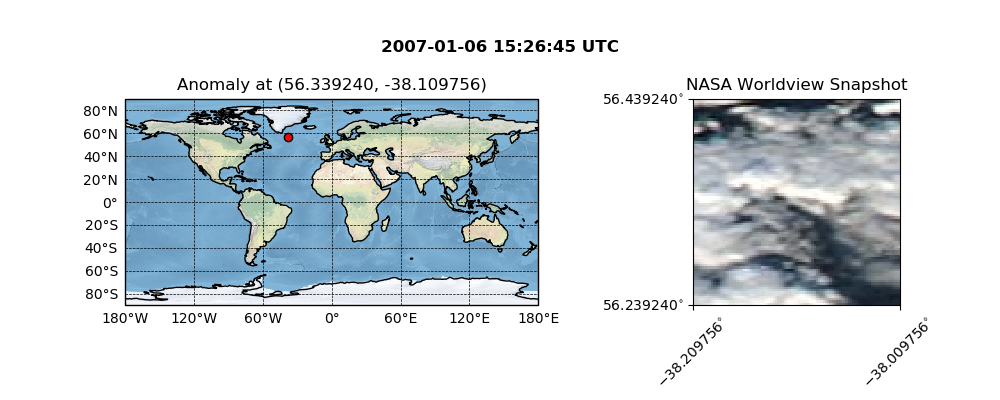 2007-01-06 15:26:45 UTC
Anomaly at (56.339240, -38.109756)
80°N
60°N
40°N
20°N
0°
20°S
40°S
60°S
80°S
180°W 120°W 60°W 0° 60°E 120°E 180°E
NASA Worldview Snapshot
56.439240°
56.239240°
−38.209756°
−38.009756°